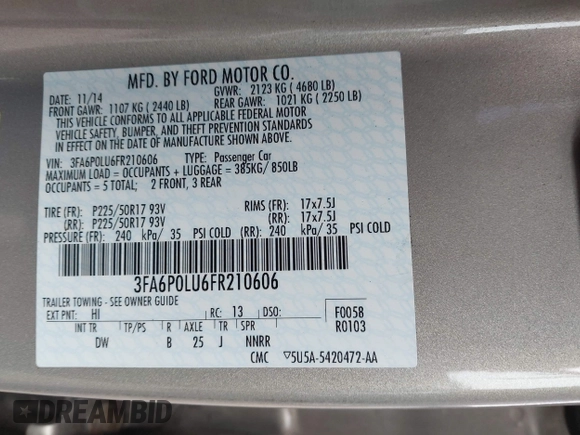 MFD. BY FORD MOTOR CO.
DATE: 11/14 GVWR: 2123 KG ( 4680 LB)
FRONT GAWR: 1107 KG ( 2440 LB) REAR GAWR: 1021 KG ( 2250 LB)
THIS VEHICLE CONFORMS TO ALL APPLICABLE FEDERAL MOTOR
VEHICLE SAFETY, BUMPER, AND THEFT PREVENTION STANDARDS
IN EFFECT ON THE DATE OF MANUFACTURE SHOWN ABOVE.
VIN: 3FA6P0LU6FR210606 TYPE: Passenger Car
MAXIMUM LOAD = OCCUPANTS + LUGGAGE = 385KG/ 850LB
OCCUPANTS = 5 TOTAL; 2 FRONT, 3 REAR
TIRE (FR): P225/50R17 93V RIMS (FR): 17x7.5J
(RR): P225/50R17 93V (RR): 17x7.5J
PRESSURE (FR): 240 kPa/ 35 PSI COLD (RR): 240 kPa/ 35 PSI COLD
3FA6P0LU6FR210606
TRAILER TOWING - SEE OWNER GUIDE
EXT PNT: HI RC: 13 DSO: F0058
INT TR TP/PS R AXLE TR SPR R0103
DW B 25 J NNRR
CMC ▽5U5A-5420472-AA
DREAMBID